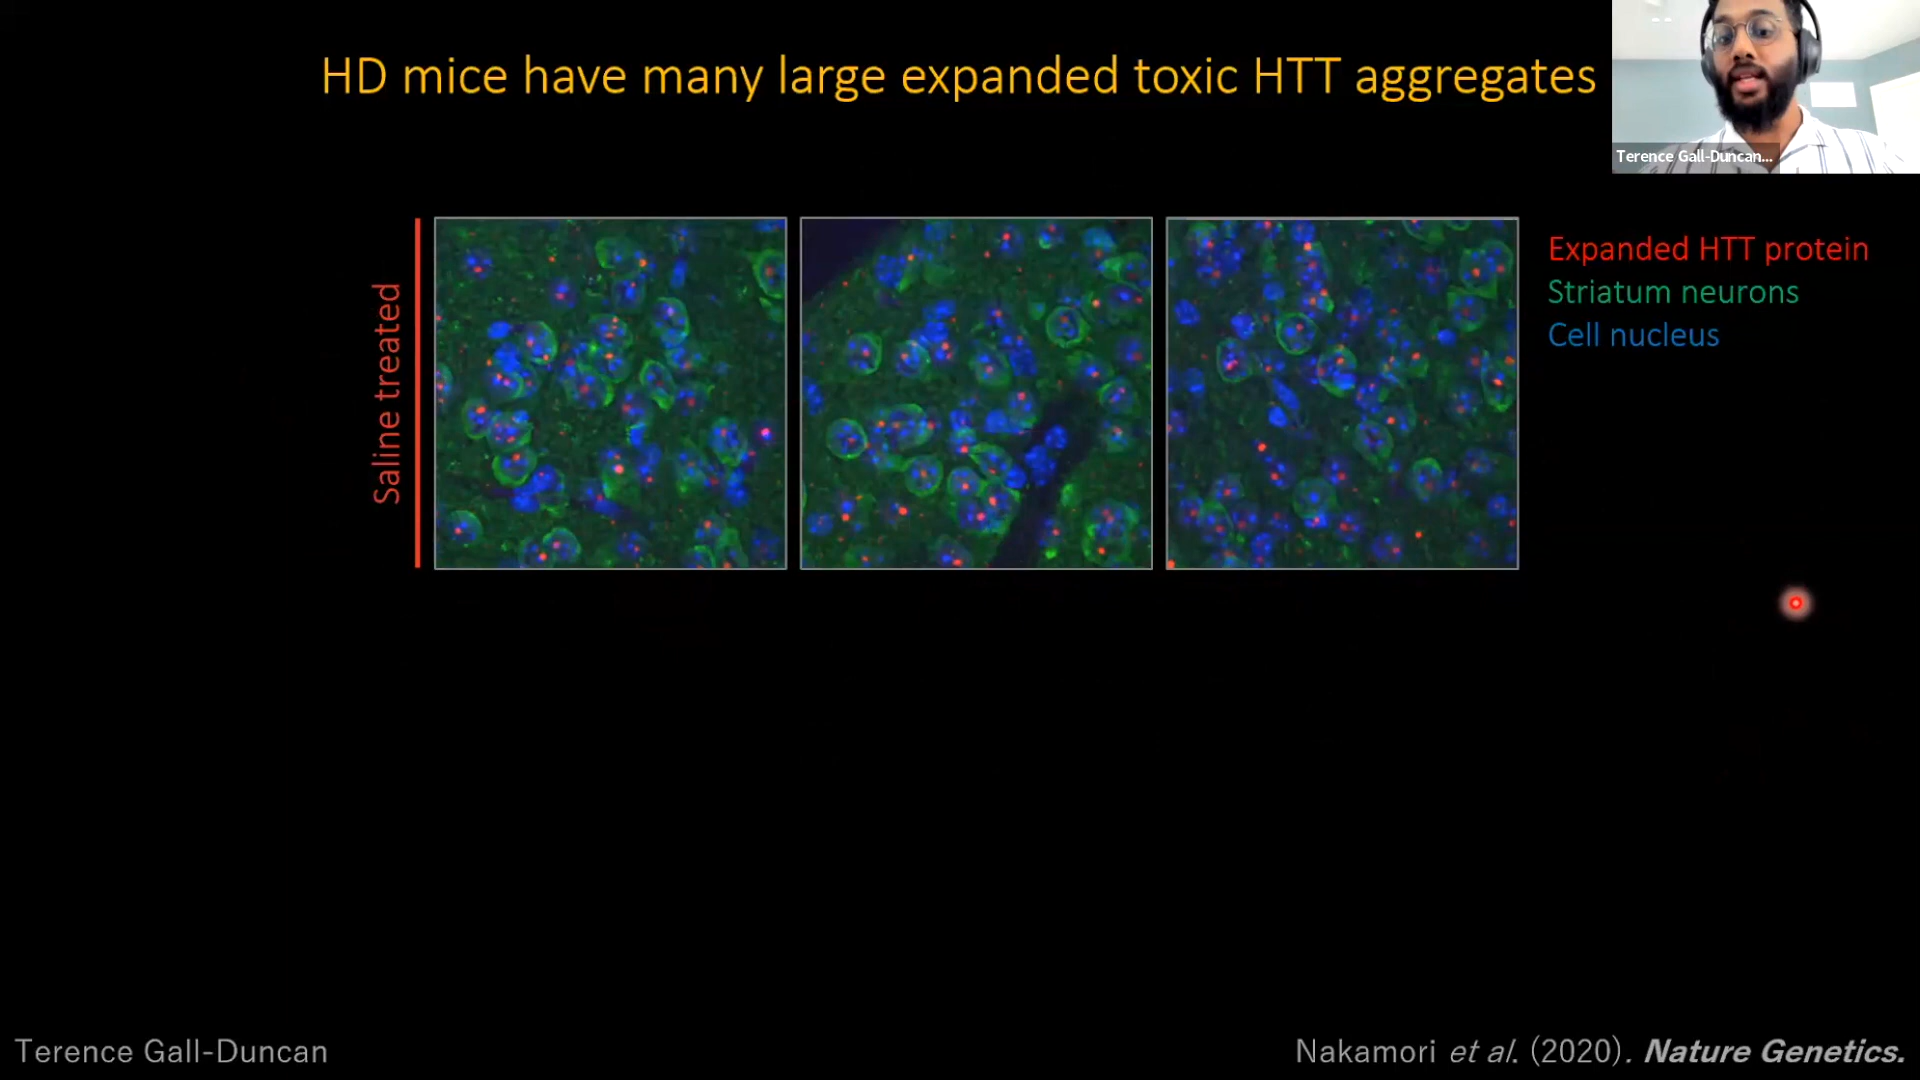 HD mice have many large expanded toxic HTT aggregates
Terence Gall-Duncan...
Saline treated
Expanded HTT protein
Striatum neurons
Cell nucleus
Terence Gall-Duncan
Nakamori et al. (2020). Nature Genetics.